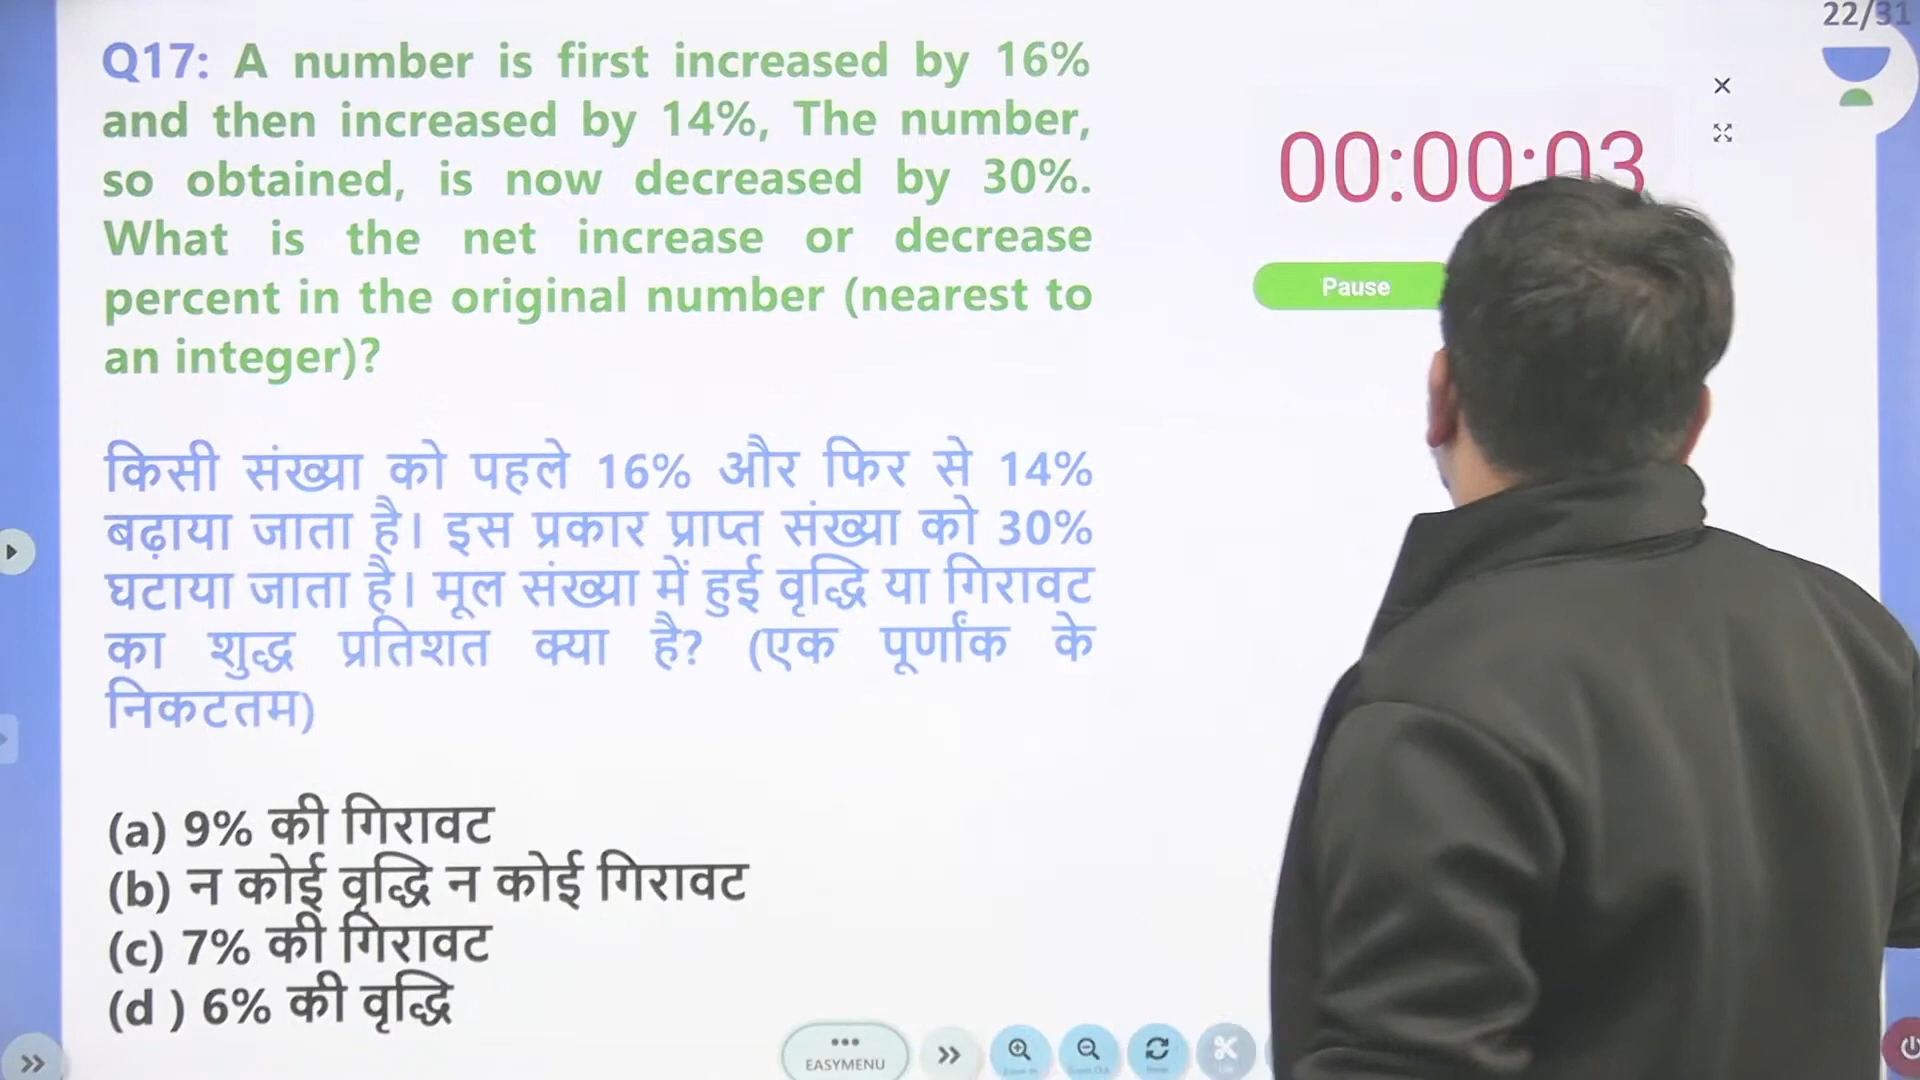 22/31
Q17: A number is first increased by 16%
and then increased by 14%, The number,
so obtained, is now decreased by 30%.
What is the net increase or decrease
percent in the original number (nearest to
an integer)?
00:00:03
Pause
किसी संख्या को पहले 16% और फिर से 14%
बढ़ाया जाता है। इस प्रकार प्राप्त संख्या को 30%
घटाया जाता है। मूल संख्या में हुई वृद्धि या गिरावट
का शुद्ध प्रतिशत क्या है? (एक पूर्णांक के
निकटतम)
(a) 9% की गिरावट
(b) न कोई वृद्धि न कोई गिरावट
(c) 7% की गिरावट
(d ) 6% की वृद्धि
EASYMENU